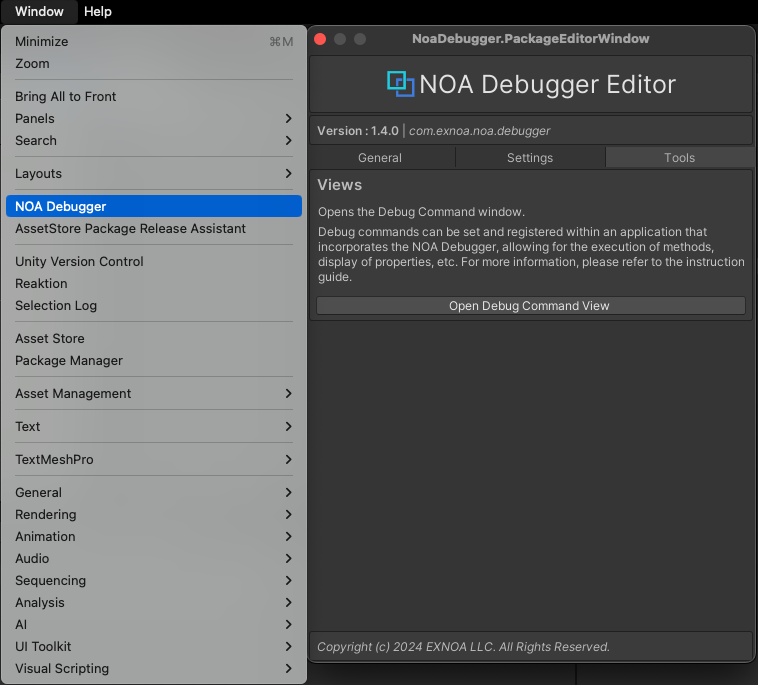 Window Help
Minimize ⌘M
Zoom
Bring All to Front
Panels
Search
Layouts
NOA Debugger
AssetStore Package Release Assistant
Unity Version Control
Reaktion
Selection Log
Asset Store
Package Manager
Asset Management
Text
TextMeshPro
General
Rendering
Animation
Audio
Sequencing
Analysis
AI
UI Toolkit
Visual Scripting
NoaDebugger.PackageEditorWindow
NOA Debugger Editor
Version : 1.4.0 | com.exnoa.noa.debugger
General Settings Tools
Views
Opens the Debug Command window.
Debug commands can be set and registered within an application that
incorporates the NOA Debugger, allowing for the execution of methods,
display of properties, etc. For more information, please refer to the instruction
guide.
Open Debug Command View
Copyright (c) 2024 EXNOA LLC. All Rights Reserved.